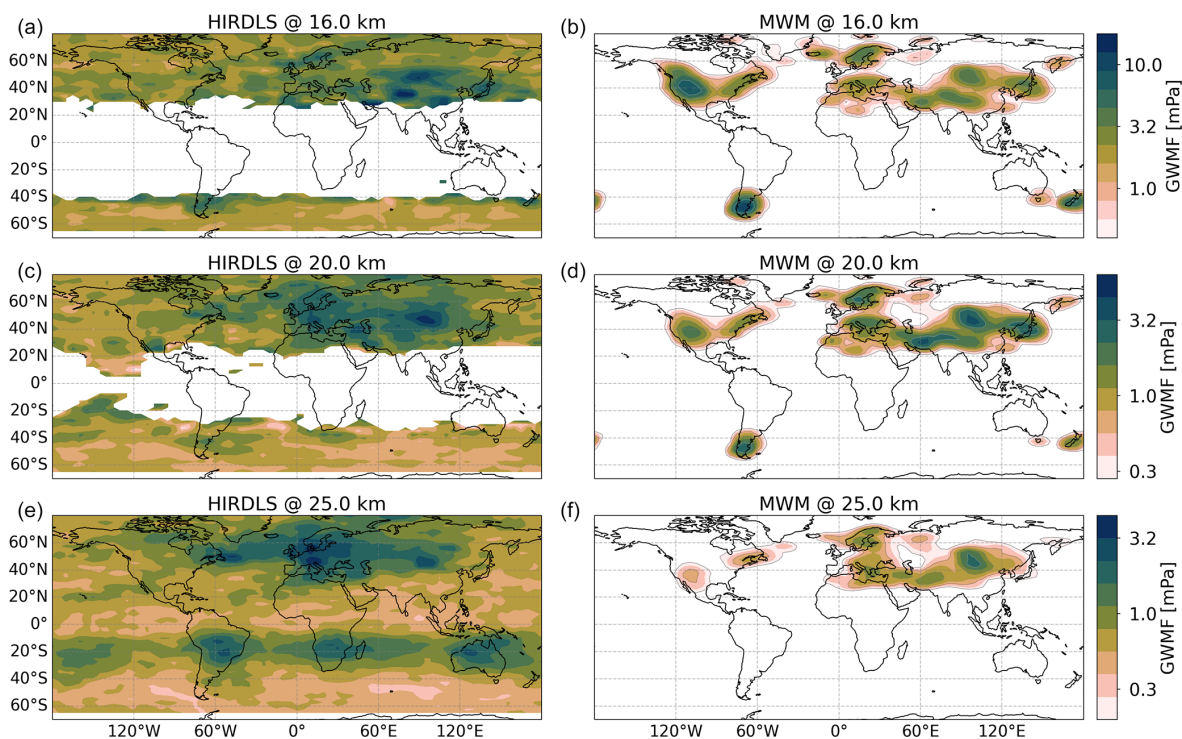 (a) HIRDLS @ 16.0 km
(b) MWM @ 16.0 km
60°N
40°N
20°N
0°
20°S
40°S
60°S
10.0
3.2
1.0
GWMF [mPa]
(c) HIRDLS @ 20.0 km
(d) MWM @ 20.0 km
60°N
40°N
20°N
0°
20°S
40°S
60°S
3.2
1.0
0.3
GWMF [mPa]
(e) HIRDLS @ 25.0 km
(f) MWM @ 25.0 km
60°N
40°N
20°N
0°
20°S
40°S
60°S
3.2
1.0
0.3
GWMF [mPa]
120°W 60°W 0° 60°E 120°E
120°W 60°W 0° 60°E 120°E